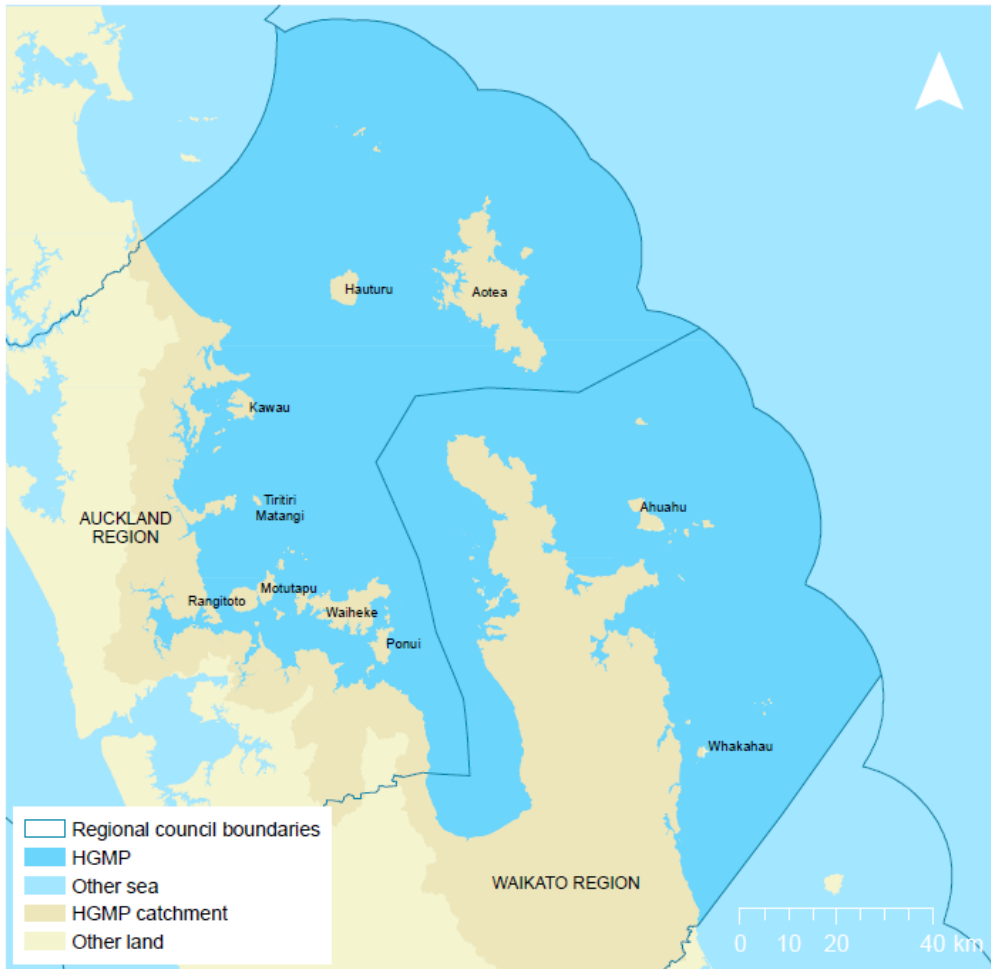 Hauturu
Aotea
Kawau
Tiritiri
Matangi
Ahuahu
AUCKLAND
REGION
Motutapu
Rangitoto
Waiheke
Ponui
Whakahau
WAIKATO REGION
Regional council boundaries
HGMP
Other sea
HGMP catchment
Other land
0 10 20 40 km